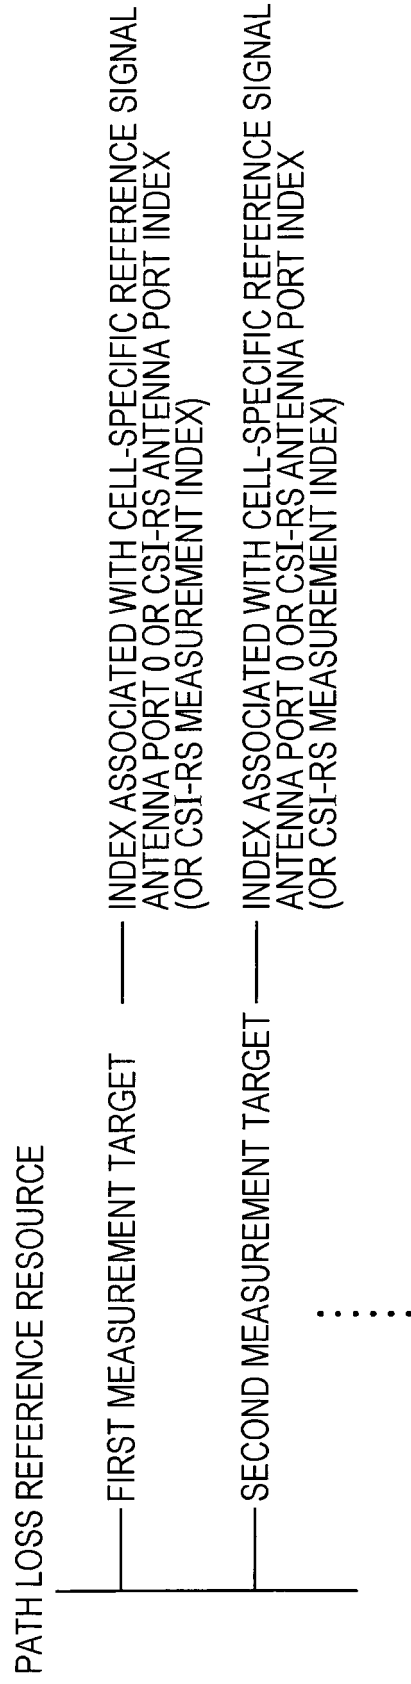 PATH LOSS REFERENCE RESOURCE
FIRST MEASUREMENT TARGET
INDEX ASSOCIATED WITH CELL-SPECIFIC REFERENCE SIGNAL
ANTENNA PORT 0 OR CSI-RS ANTENNA PORT INDEX
(OR CSI-RS MEASUREMENT INDEX)
SECOND MEASUREMENT TARGET
INDEX ASSOCIATED WITH CELL-SPECIFIC REFERENCE SIGNAL
ANTENNA PORT 0 OR CSI-RS ANTENNA PORT INDEX
(OR CSI-RS MEASUREMENT INDEX)